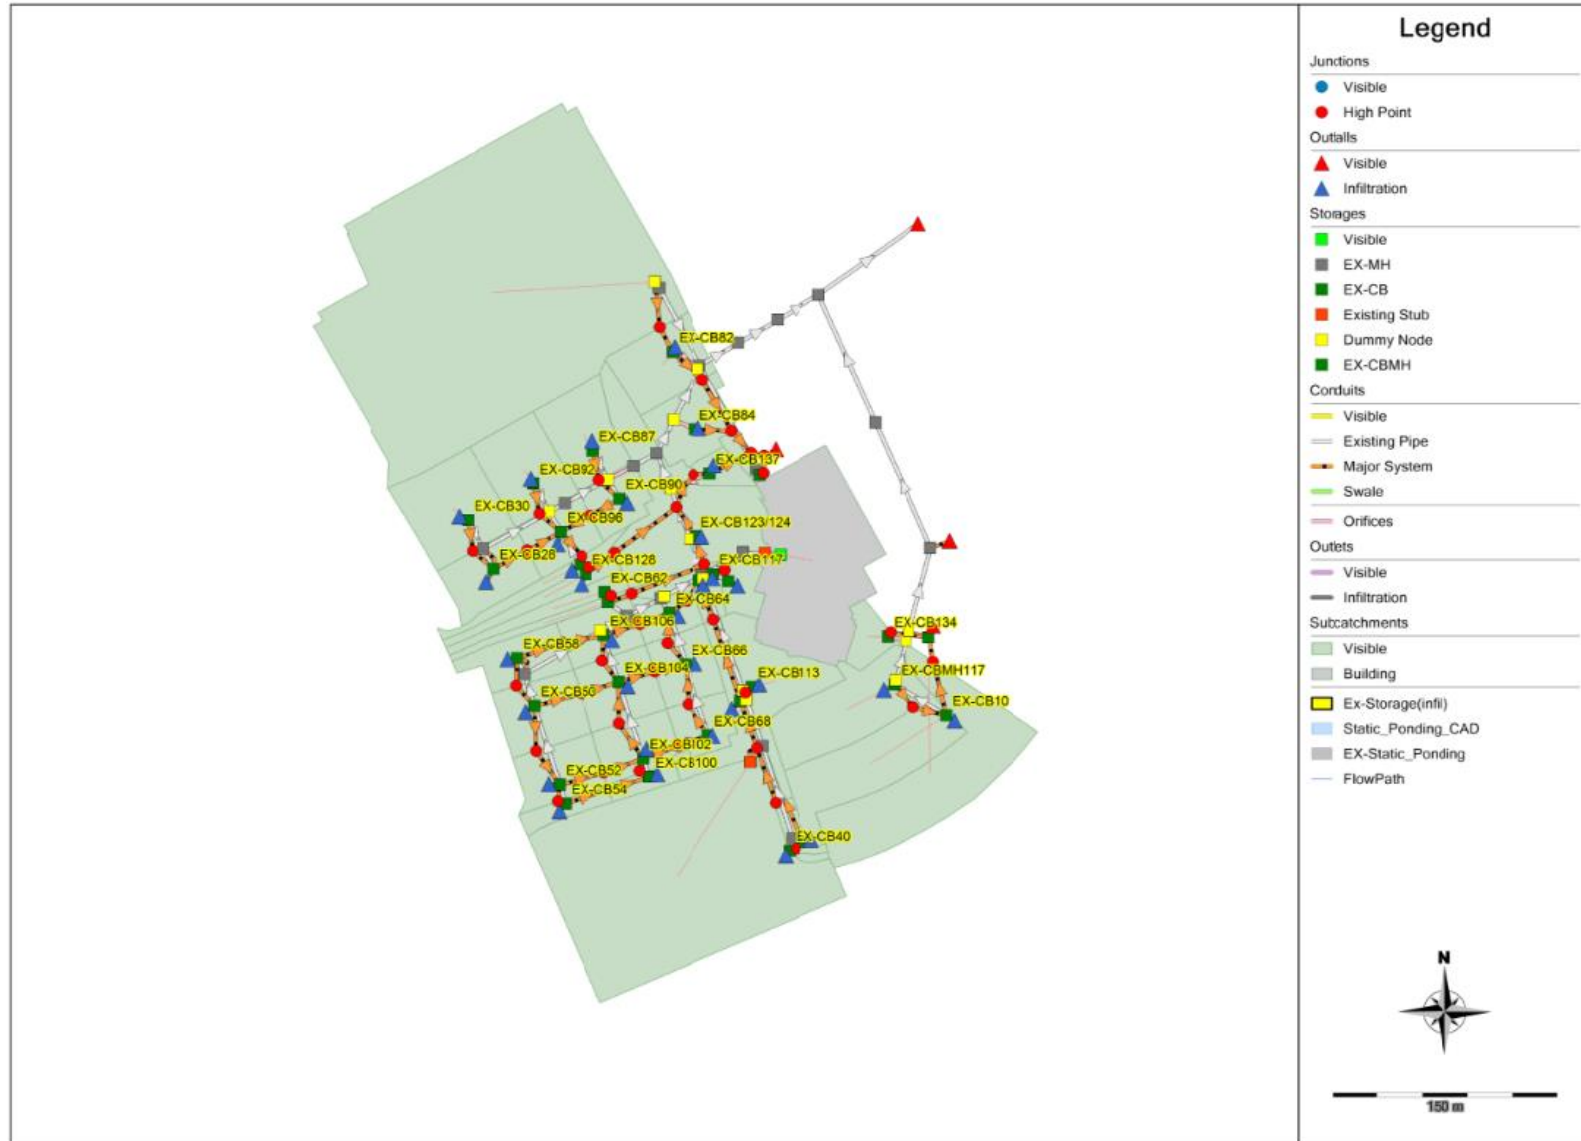 Legend
Junctions
Visible
High Point
Outfalls
Visible
Infiltration
Storages
Visible
EX-MH
EX-CB
Existing Stub
Dummy Node
EX-CBMH
Conduits
Visible
Existing Pipe
Major System
Swale
Orifices
Outlets
Visible
Infiltration
Subcatchments
Visible
Building
Ex-Storage(infil)
Static_Ponding_CAD
EX-Static_Ponding
FlowPath
N
150 m
EX-CB82
EX-CB84
EX-CB87
EX-CB137
EX-CB92
EX-CB90
EX-CB30
EX-CB96
EX-CB123/124
EX-CB28
EX-CB128
EX-CB117
EX-CB62
EX-CB64
EX-CB106
EX-CB134
EX-CB58
EX-CB66
EX-CB104
EX-CB113
EX-CBMH117
EX-CB50
EX-CB10
EX-CB68
EX-CB102
EX-CB100
EX-CB52
EX-CB54
EX-CB40